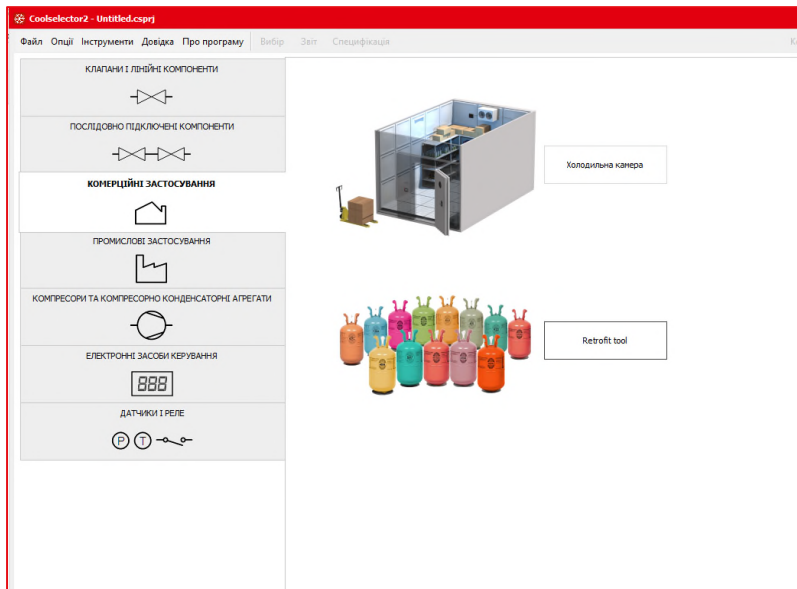 Coolselector2 - Untitled.csprj
Файл Опції Інструменти Довідка Про програму Вибір Звіт Специфікація
КЛАПАНИ І ЛІНІЙНІ КОМПОНЕНТИ
ПОСЛІДОВНО ПІДКЛЮЧЕНІ КОМПОНЕНТИ
КОМЕРЦІЙНІ ЗАСТОСУВАННЯ
Холодильна камера
ПРОМИСЛОВІ ЗАСТОСУВАННЯ
КОМПРЕСОРИ ТА КОМПРЕСОРНО КОНДЕНСАТОРНІ АГРЕГАТИ
Retrofit tool
ЕЛЕКТРОННІ ЗАСОБИ КЕРУВАННЯ
888
ДАТЧИКИ І РЕЛЕ
P T